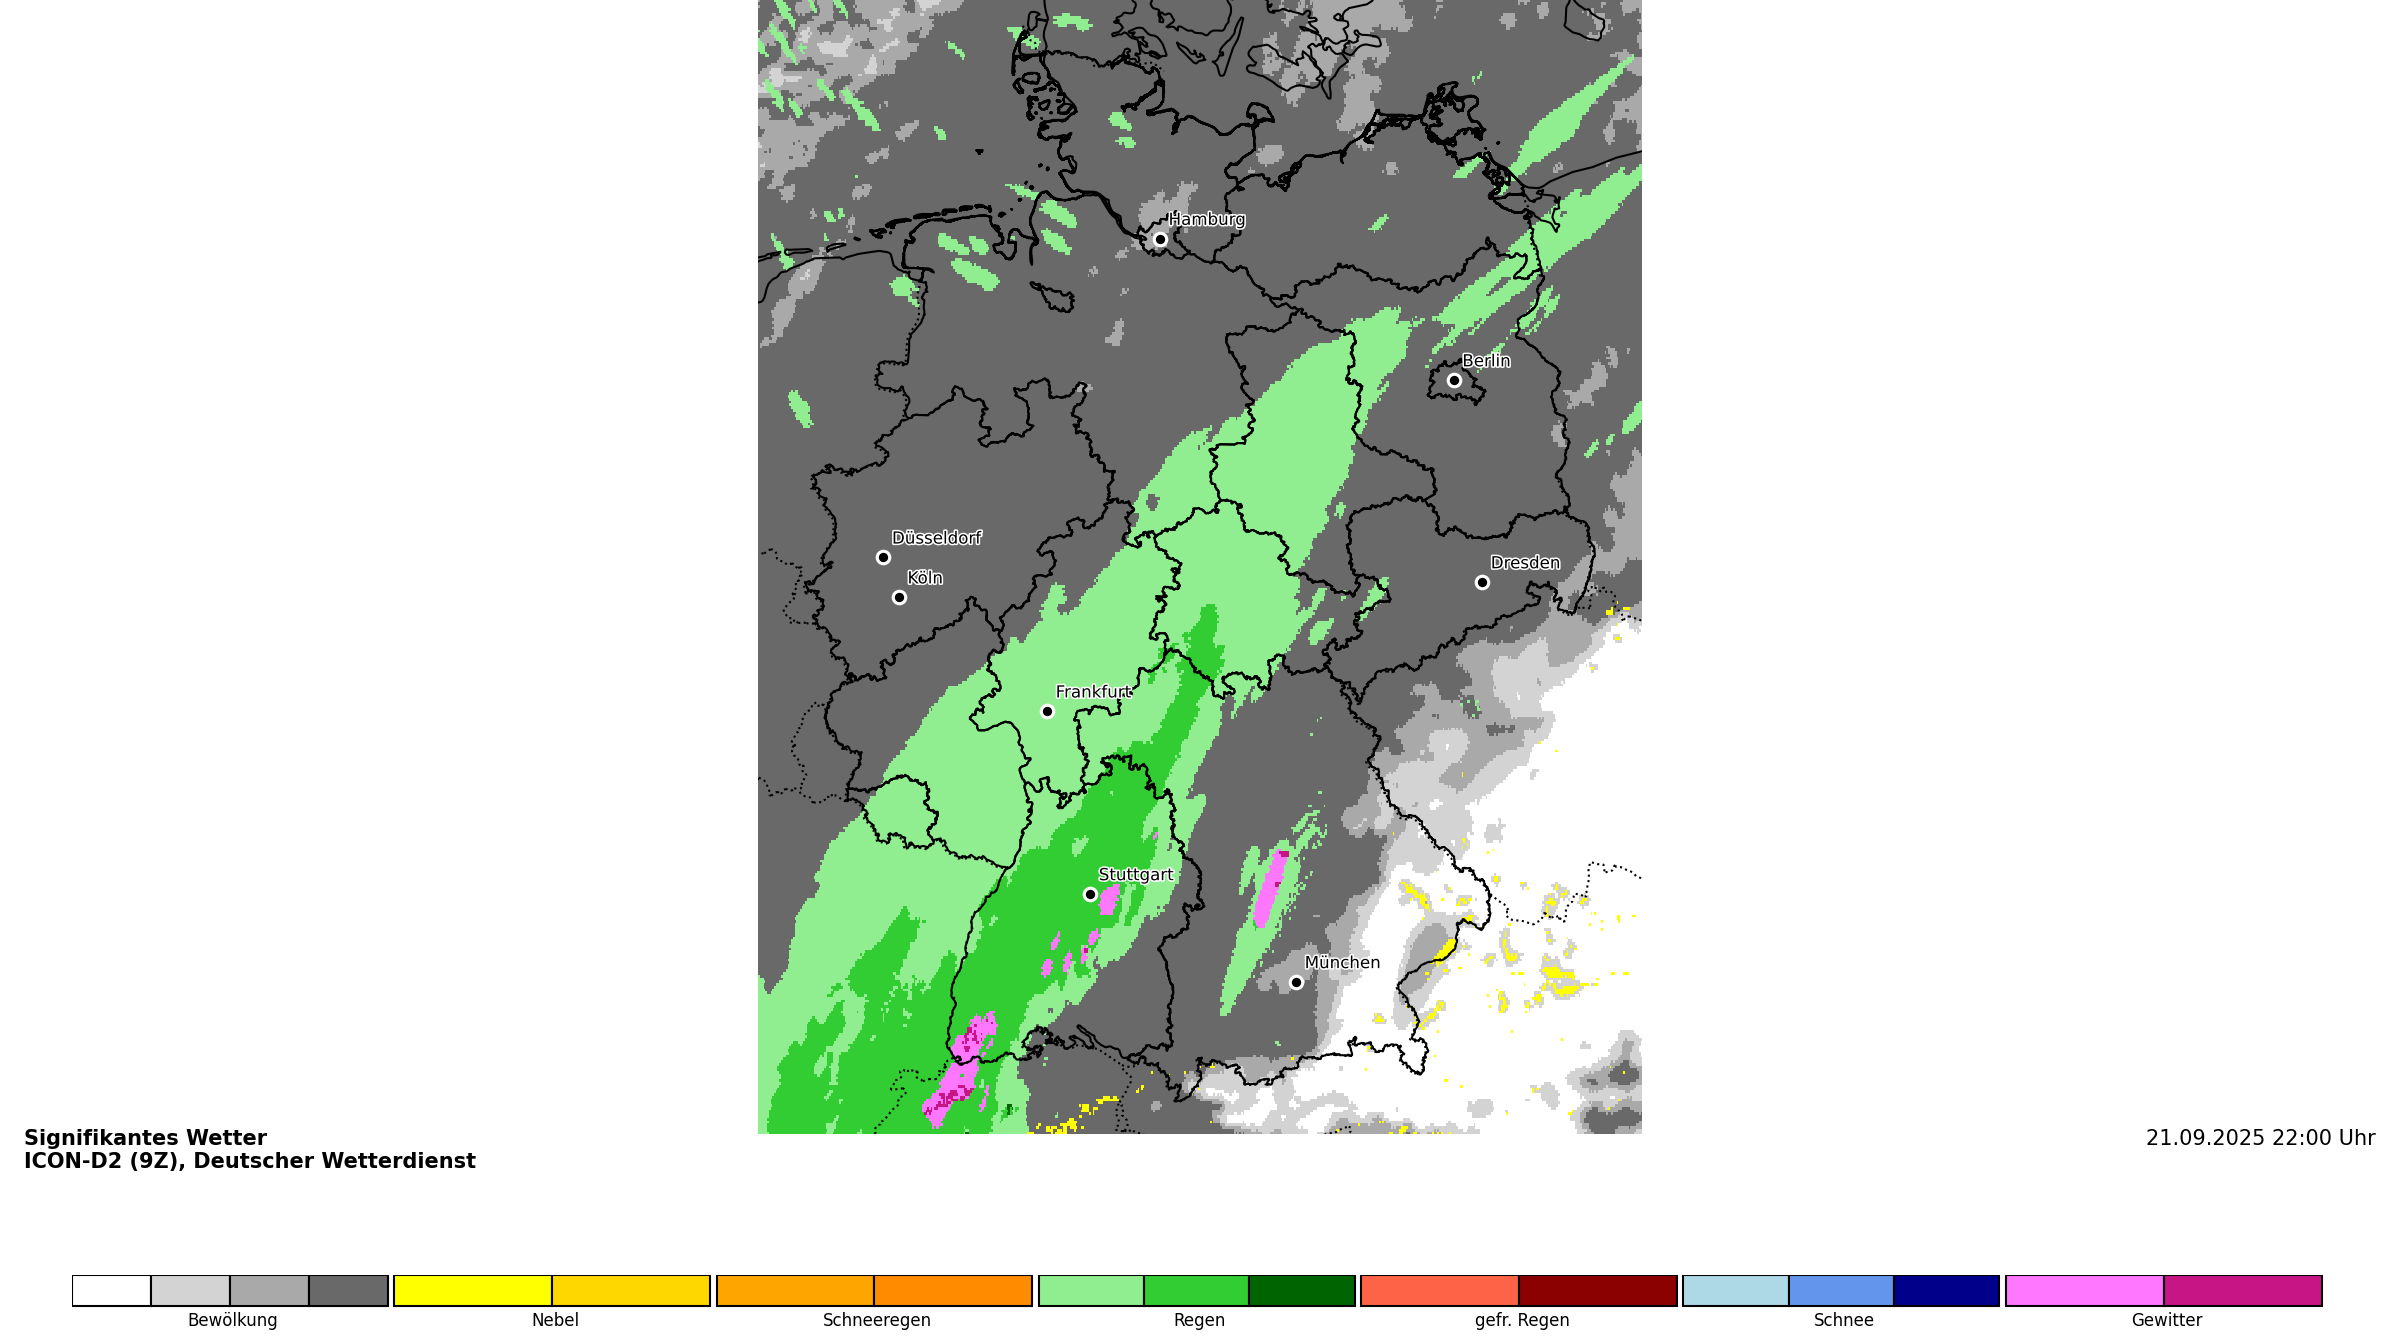 Hamburg
Berlin
Düsseldorf
Köln
Dresden
Frankfurt
Stuttgart
München
Signifikantes Wetter
ICON-D2 (9Z), Deutscher Wetterdienst
21.09.2025 22:00 Uhr
Bewölkung Nebel Schneeregen Regen gefr. Regen Schnee Gewitter